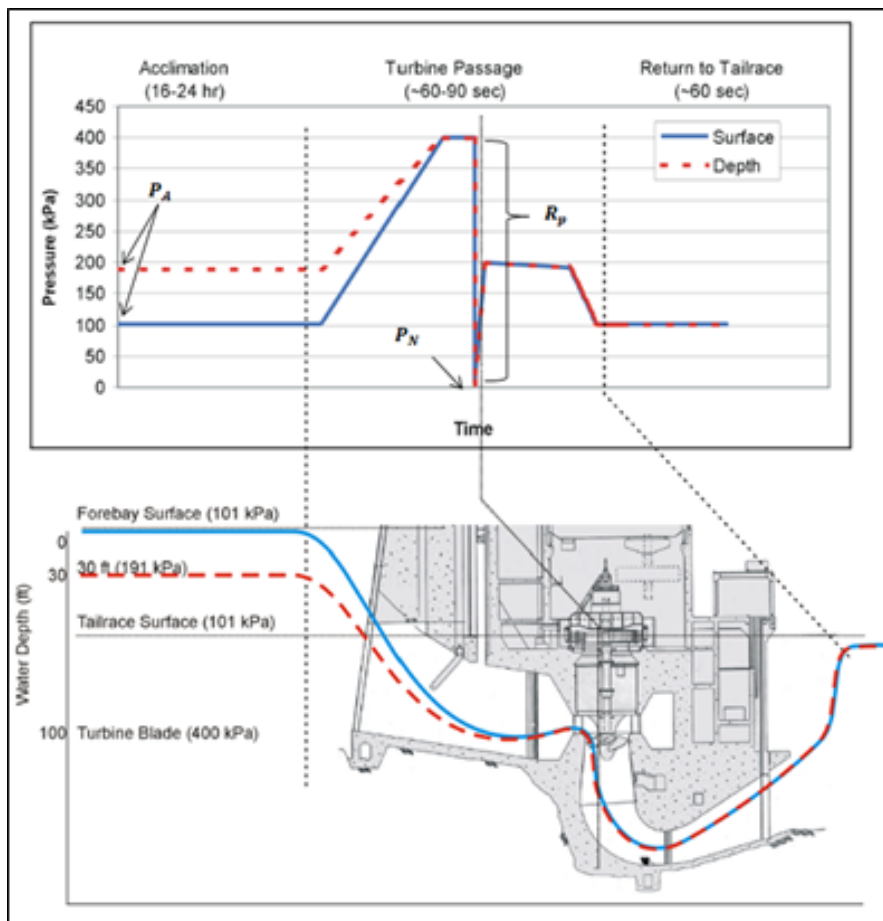 Acclimation
(16-24 hr)
Turbine Passage
(~60-90 sec)
Return to Tailrace
(~60 sec)
Pressure (kPa)
450
400
350
300
250
200
150
100
50
0
Surface
Depth
P_A
R_p
P_N
Time
Water Depth (ft)
Forebay Surface (101 kPa)
0
30 30 ft (191 kPa)
Tailrace Surface (101 kPa)
100 Turbine Blade (400 kPa)